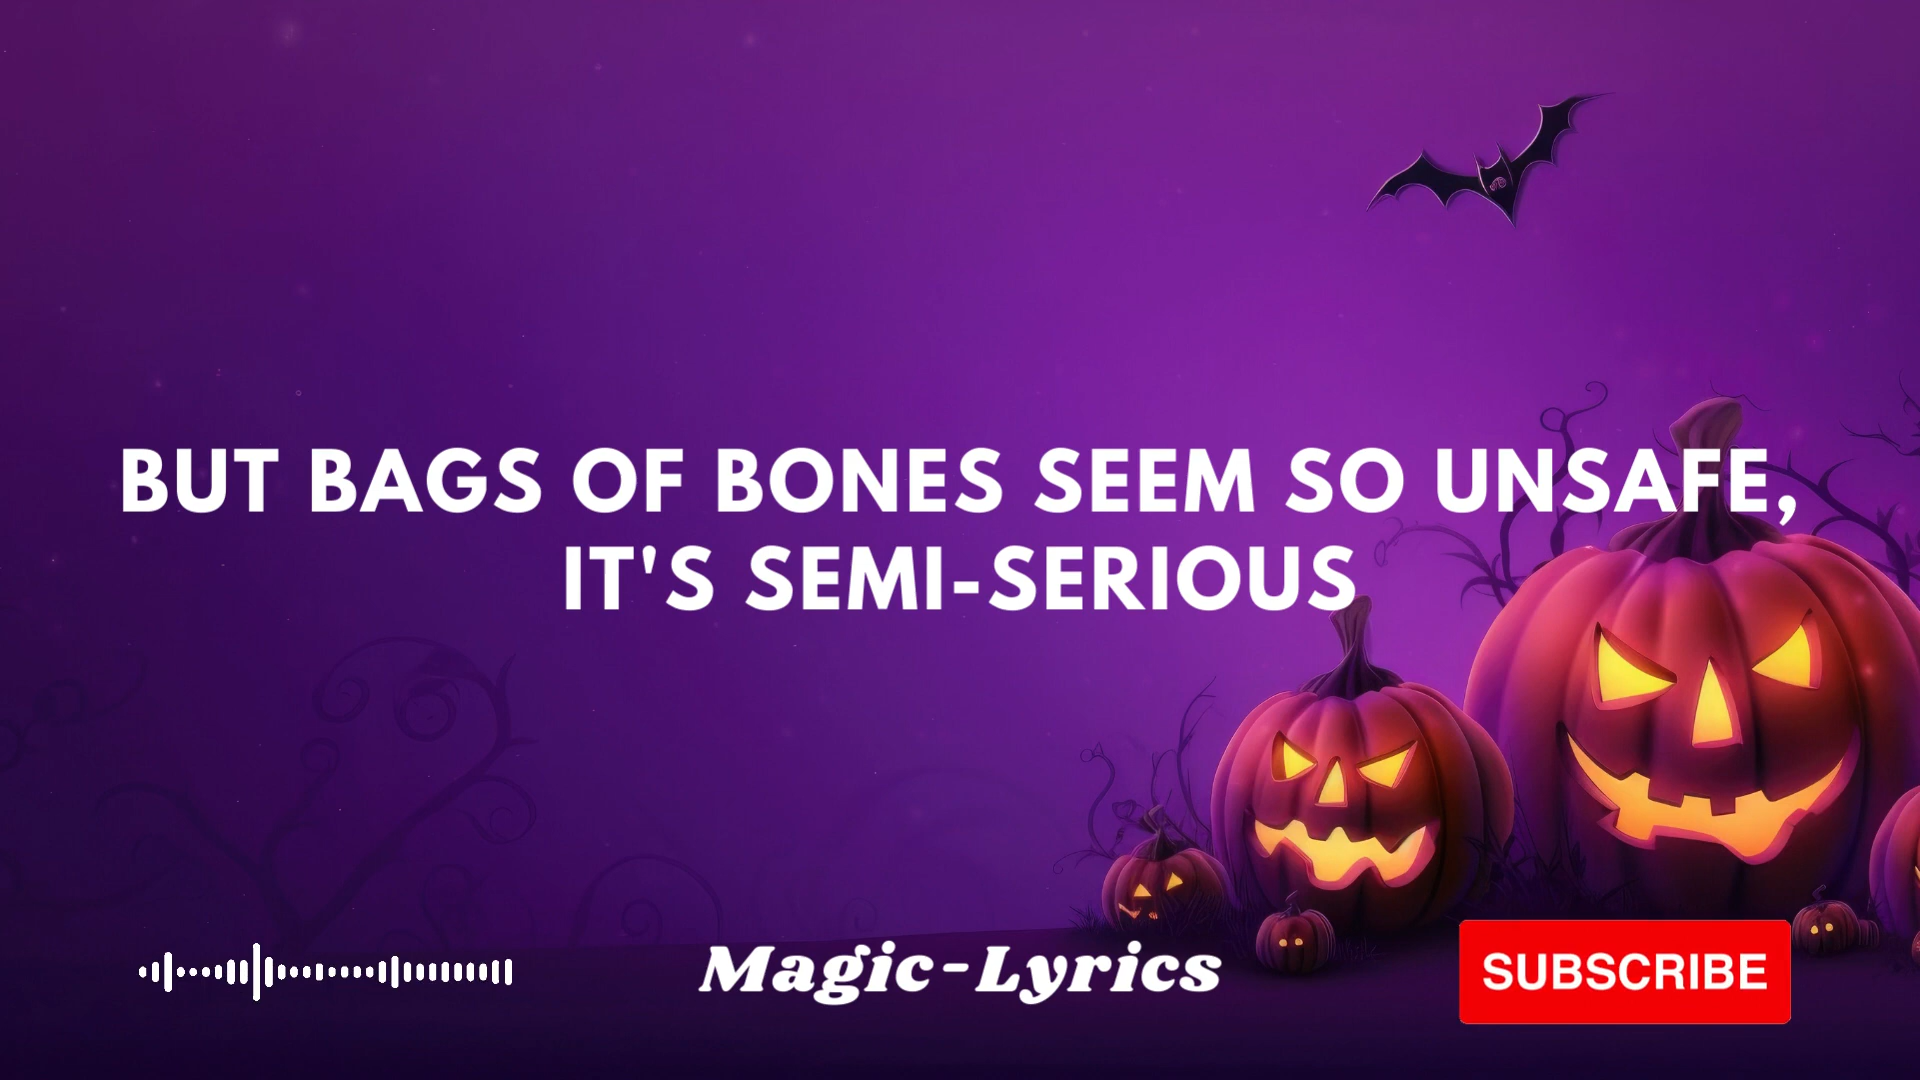 BUT BAGS OF BONES SEEM SO UNSAFE,
IT'S SEMI-SERIOUS
Magic-Lyrics
SUBSCRIBE